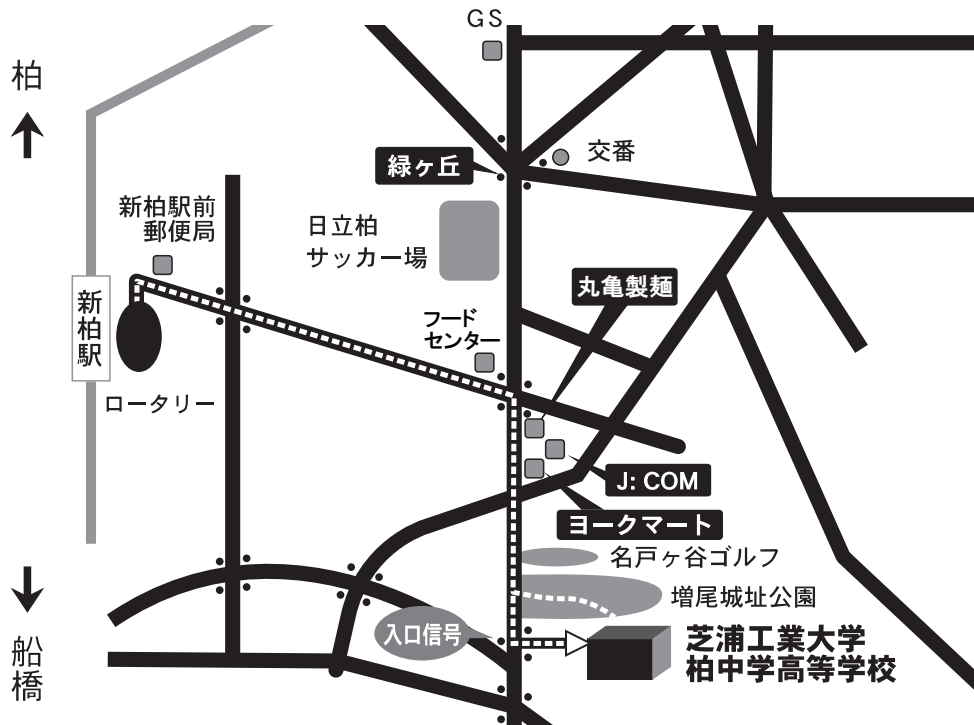 GS
柏
交番
緑ヶ丘
新柏駅前
郵便局
日立柏
サッカー場
丸亀製麺
新柏駅
フード
センター
ロータリー
J: COM
ヨークマート
名戸ヶ谷ゴルフ
増尾城址公園
入口信号
芝浦工業大学
柏中学高等学校
船橋